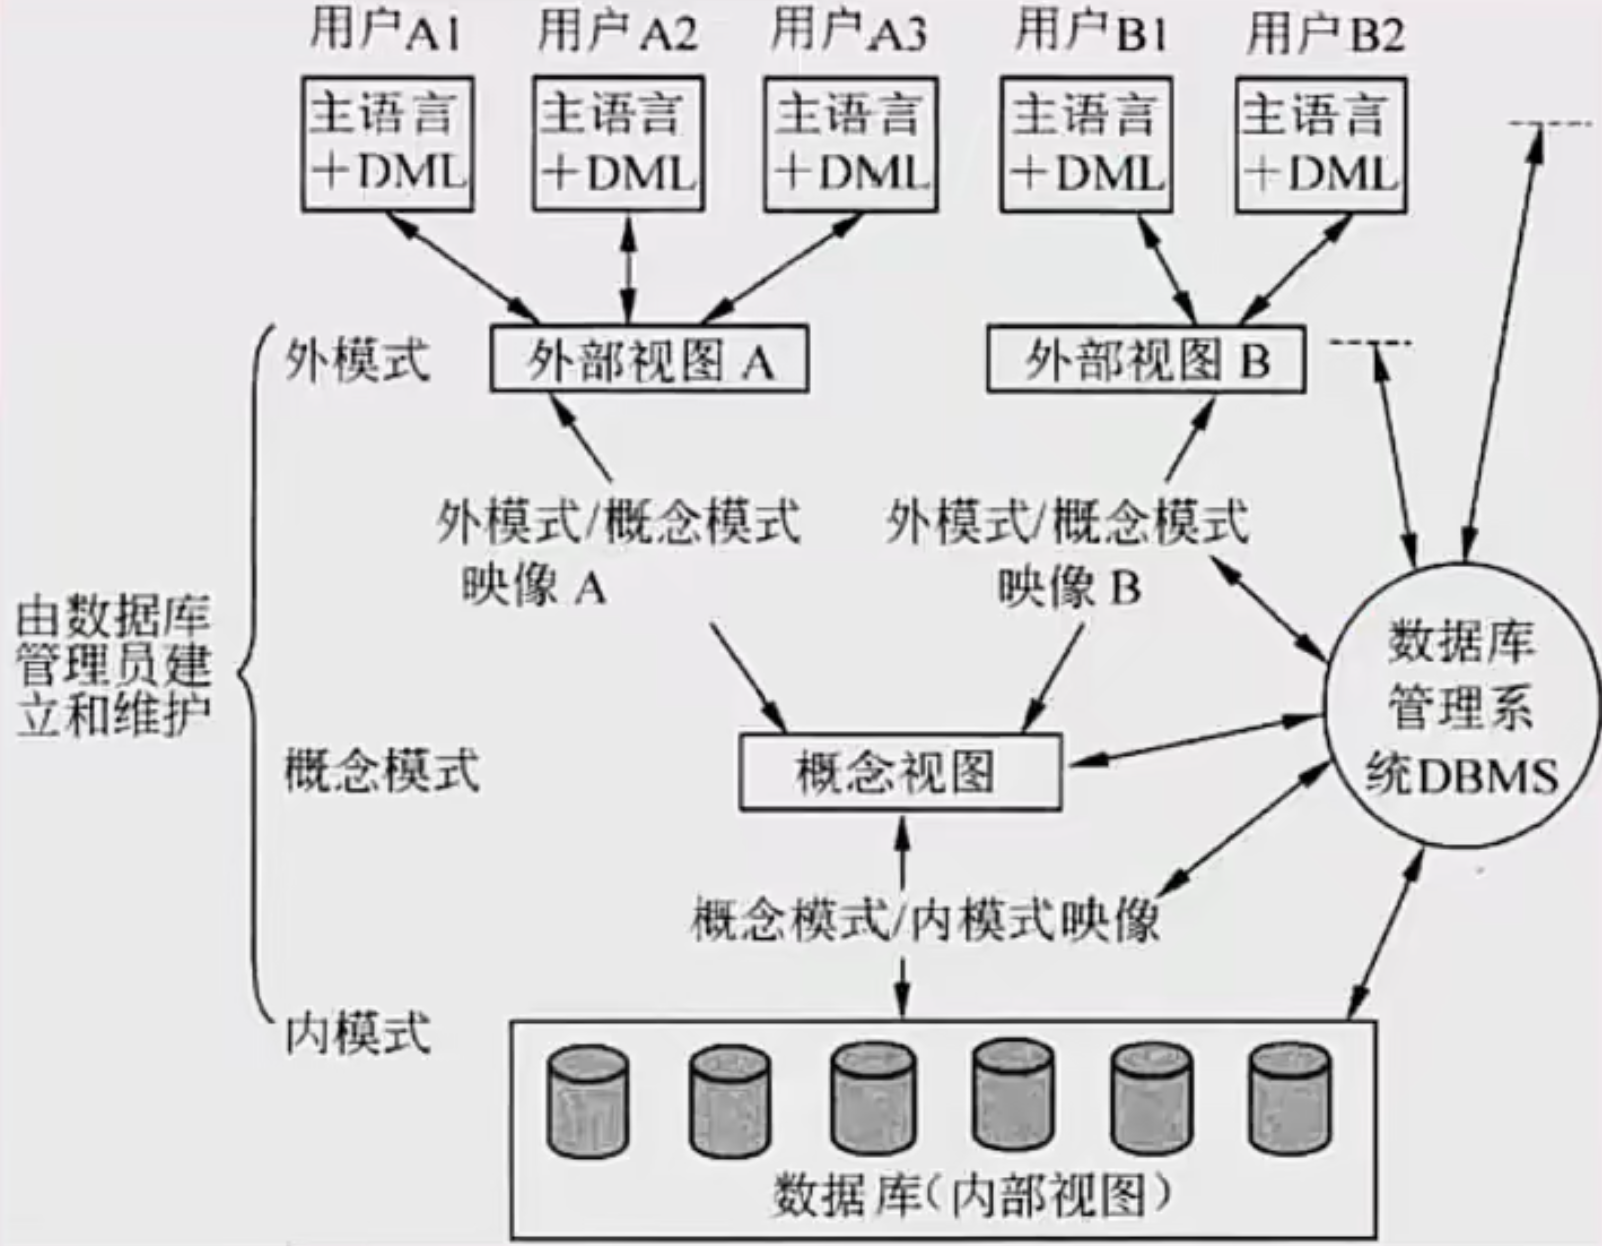 用户A1 用户A2 用户A3 用户B1 用户B2
主语言 主语言 主语言 主语言 主语言
+DML +DML +DML +DML +DML
外模式 外部视图 A 外部视图 B
外模式/概念模式 外模式/概念模式
映像 A 映像 B
由数据库
管理员建
立和维护
数据库
管理系
统DBMS
概念模式 概念视图
概念模式/内模式映像
内模式
数据库(内部视图)